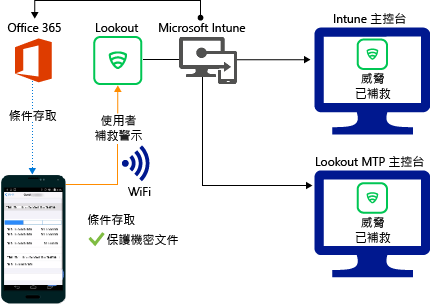 Office 365
Lookout
Microsoft Intune
Intune 主控台
威脅
已補救
條件存取
使用者
補救警示
WiFi
Lookout MTP 主控台
威脅
已補救
條件存取
保護機密文件